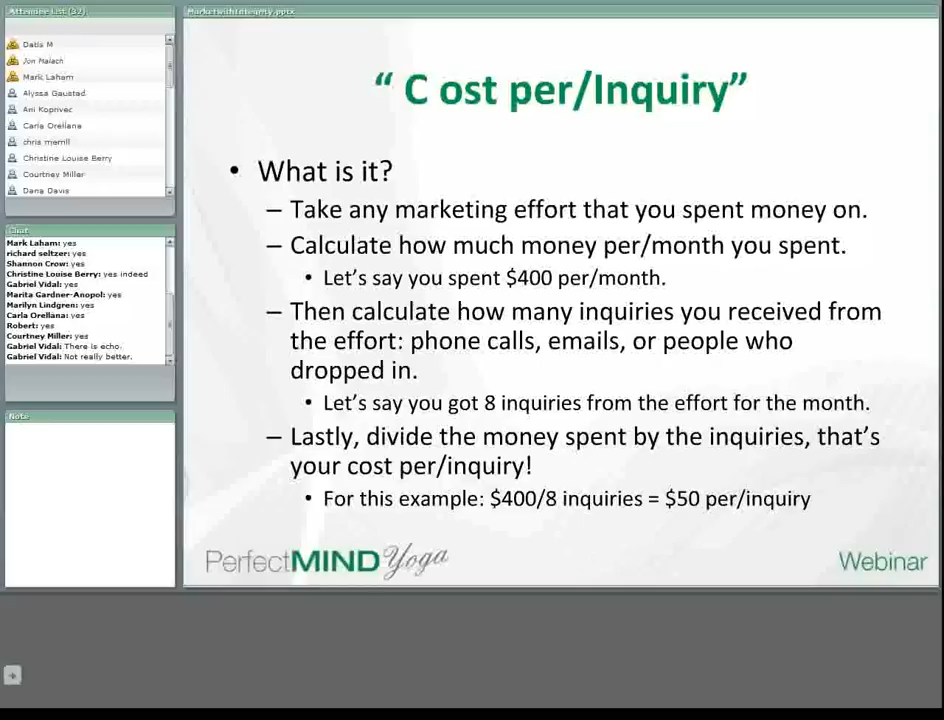 Attendee List (32)
Datis M
Jon Malach
Mark Laham
Alyssa Gaustad
Ani Koprivec
Carla Orellana
chris merrill
Christine Louise Berry
Courtney Miller
Dana Davis
Chat
Mark Laham: yes
richard seltzer: yes
Shannon Crow: yes
Christine Louise Berry: yes indeed
Gabriel Vidal: yes
Marita Gardner-Anopol: yes
Marilyn Lindgren: yes
Carla Orellana: yes
Robert: yes
Courtney Miller: yes
Gabriel Vidal: There is echo.
Gabriel Vidal: Not really better.
Note
MarketwithIntegrity.pptx
“ C ost per/Inquiry”
• What is it?
– Take any marketing effort that you spent money on.
– Calculate how much money per/month you spent.
• Let’s say you spent $400 per/month.
– Then calculate how many inquiries you received from
the effort: phone calls, emails, or people who
dropped in.
• Let’s say you got 8 inquiries from the effort for the month.
– Lastly, divide the money spent by the inquiries, that’s
your cost per/inquiry!
• For this example: $400/8 inquiries = $50 per/inquiry
PerfectMIND Yoga
Webinar